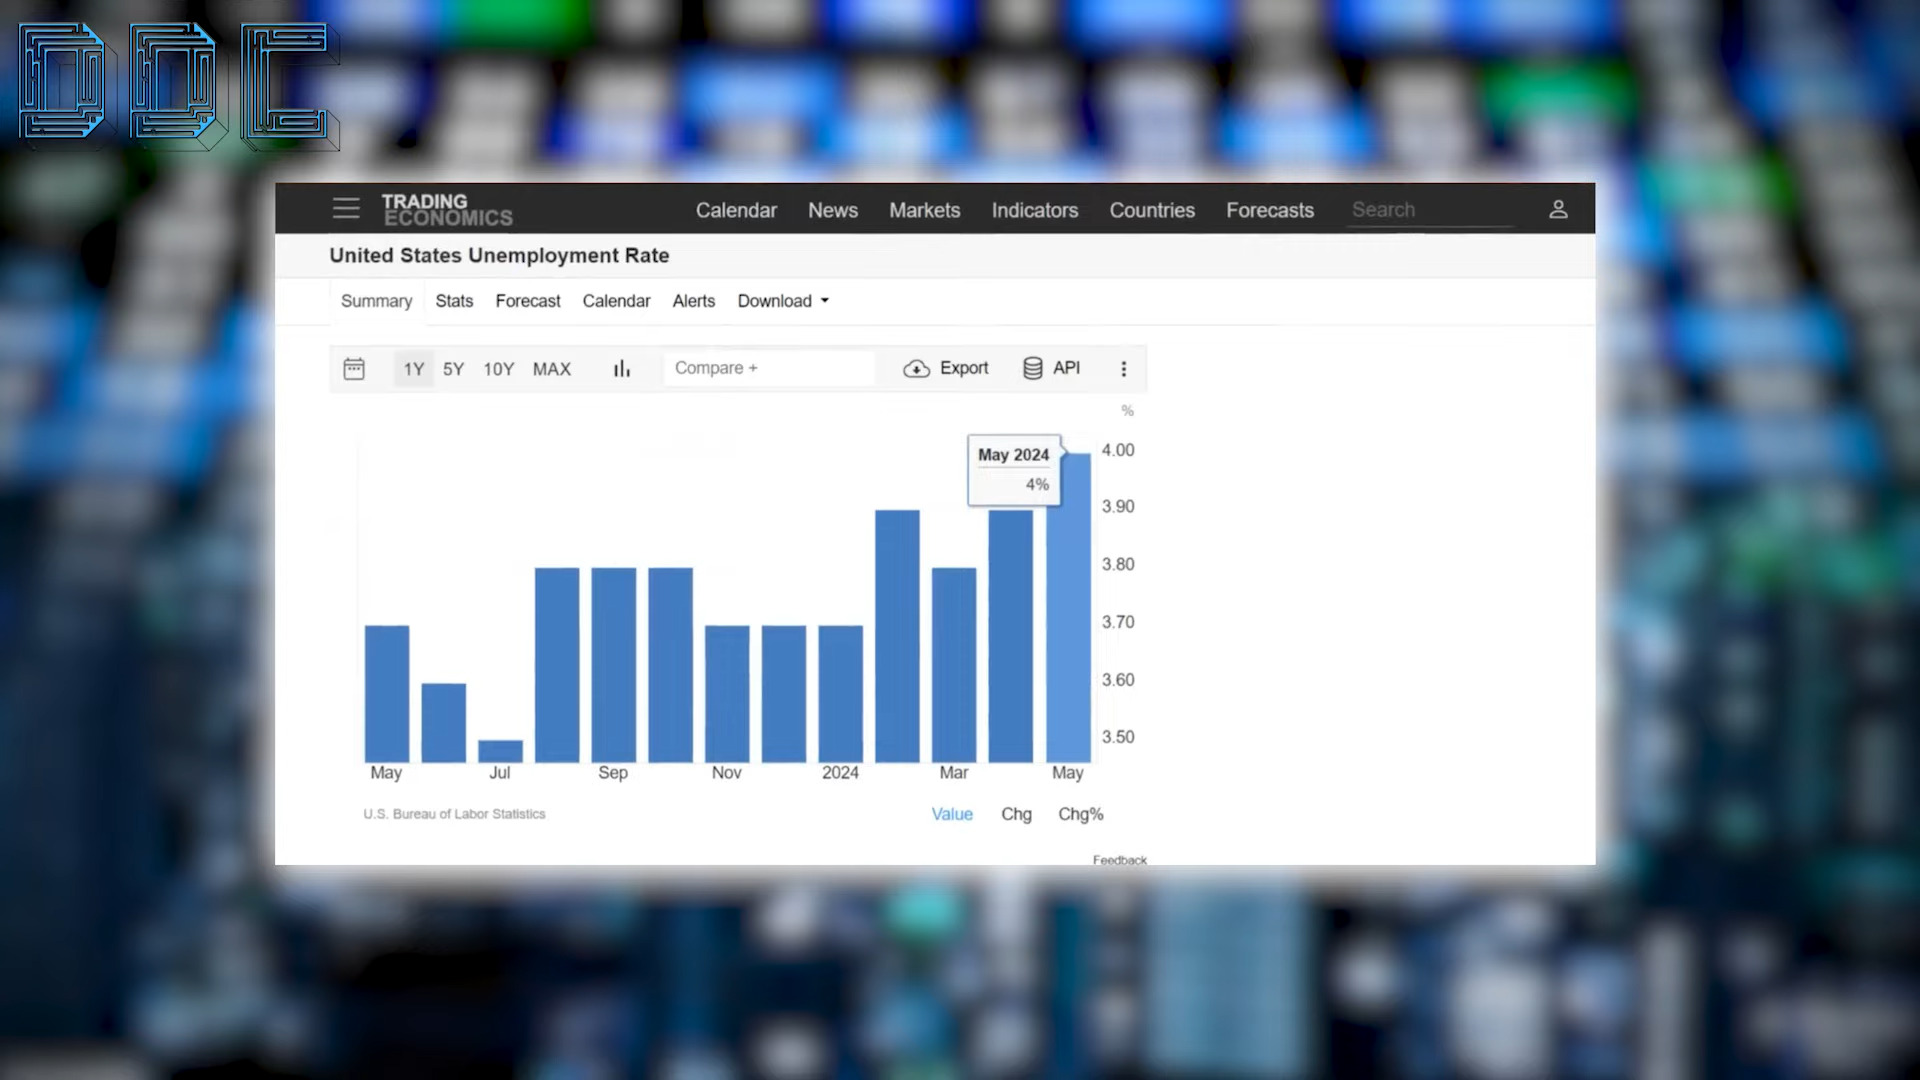 DDC
TRADING
ECONOMICS
Calendar News Markets Indicators Countries Forecasts Search
United States Unemployment Rate
Summary Stats Forecast Calendar Alerts Download
1Y 5Y 10Y MAX Compare + Export API
%
May 2024
4%
4.00
3.90
3.80
3.70
3.60
3.50
May Jul Sep Nov 2024 Mar May
U.S. Bureau of Labor Statistics Value Chg Chg%
Feedback